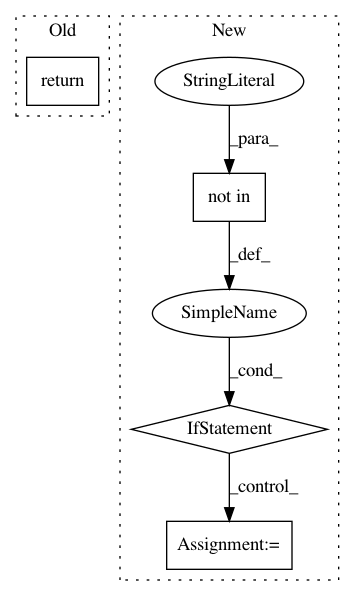 Old
New
return
StringLiteral
_para_
not in
_def_
SimpleName
_cond_
IfStatement
_control_
Assignment:=